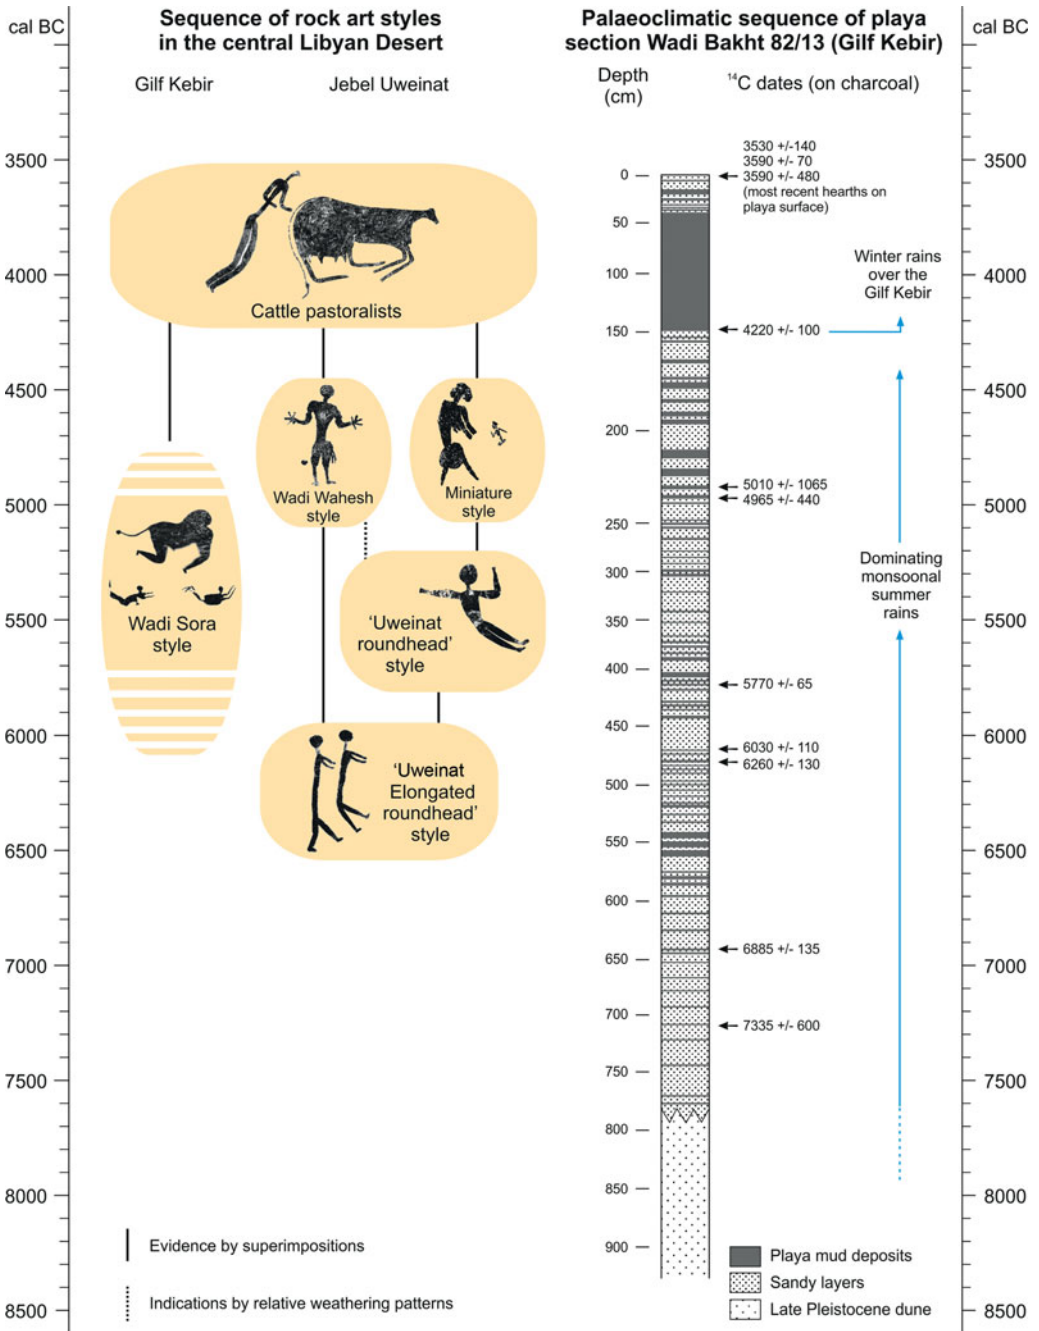 cal BC
Sequence of rock art styles
in the central Libyan Desert
Gilf Kebir
Jebel Uweinat
3500
4000
4500
5000
5500
6000
6500
7000
7500
8000
8500
Cattle pastoralists
Wadi Wahesh
style
Miniature
style
Wadi Sora
style
'Uweinat
roundhead'
style
'Uweinat
Elongated
roundhead'
style
Evidence by superimpositions
Indications by relative weathering patterns
Palaeoclimatic sequence of playa
section Wadi Bakht 82/13 (Gilf Kebir)
cal BC
Depth
(cm)
¹⁴C dates (on charcoal)
0
50
100
150
200
250
300
350
400
450
500
550
600
650
700
750
800
850
900
3530 +/-140
3590 +/- 70
3590 +/- 480
(most recent hearths on
playa surface)
4220 +/- 100
5010 +/- 1065
4965 +/- 440
5770 +/- 65
6030 +/- 110
6260 +/- 130
6885 +/- 135
7335 +/- 600
Winter rains
over the
Gilf Kebir
Dominating
monsoonal
summer
rains
Playa mud deposits
Sandy layers
Late Pleistocene dune
3500
4000
4500
5000
5500
6000
6500
7000
7500
8000
8500